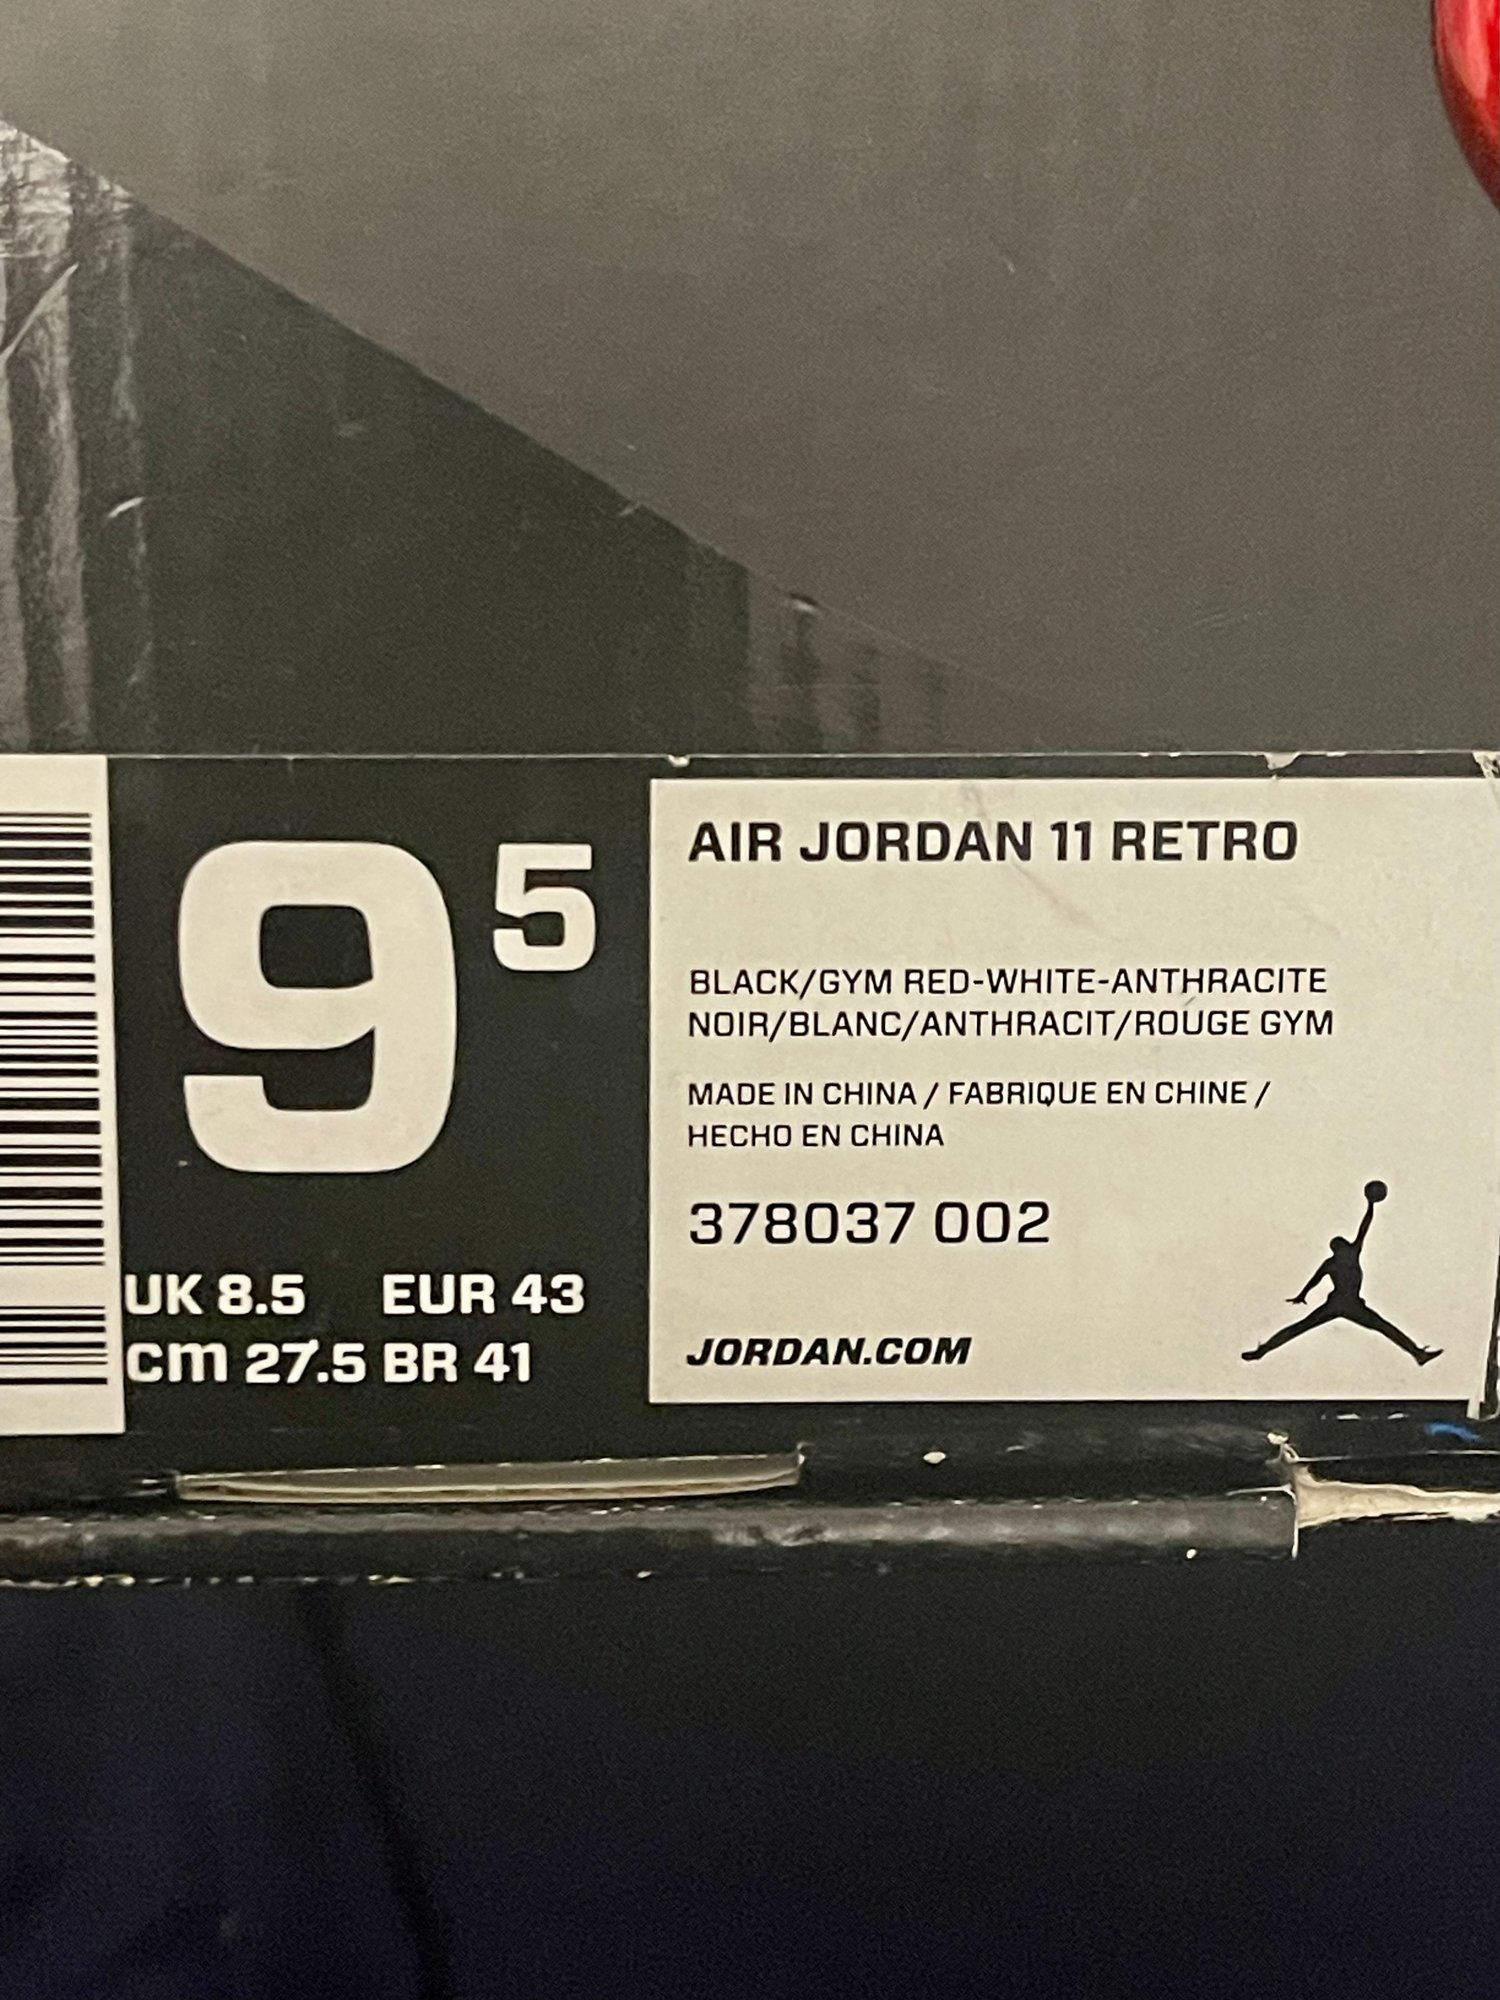 9 5
UK 8.5 EUR 43
cm 27.5 BR 41
AIR JORDAN 11 RETRO
BLACK/GYM RED-WHITE-ANTHRACITE
NOIR/BLANC/ANTHRACIT/ROUGE GYM
MADE IN CHINA / FABRIQUE EN CHINE /
HECHO EN CHINA
378037 002
JORDAN.COM